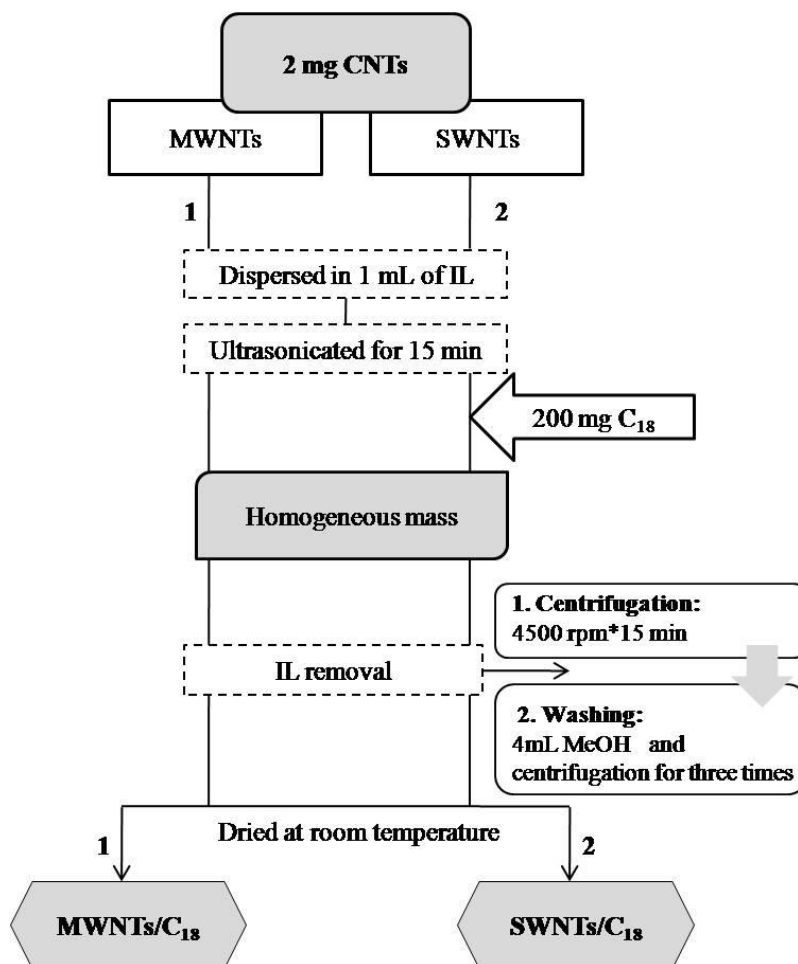 2 mg CNTs
MWNTs
SWNTs
1
2
Dispersed in 1 mL of IL
Ultrasonicated for 15 min
200 mg C₁₈
Homogeneous mass
1. Centrifugation:
4500 rpm*15 min
IL removal
2. Washing:
4mL MeOH and
centrifugation for three times
Dried at room temperature
1
2
MWNTs/C₁₈
SWNTs/C₁₈